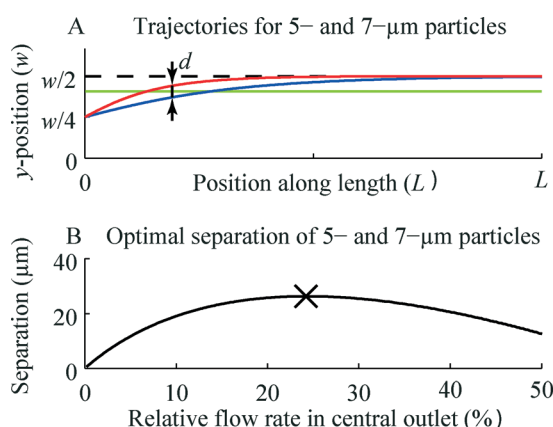 A Trajectories for 5− and 7−μm particles
y-position (w)
w/2
w/4
0
d
0
Position along length (L)
L
B Optimal separation of 5− and 7−μm particles
Separation (μm)
40
20
0
0 10 20 30 40 50
Relative flow rate in central outlet (%)